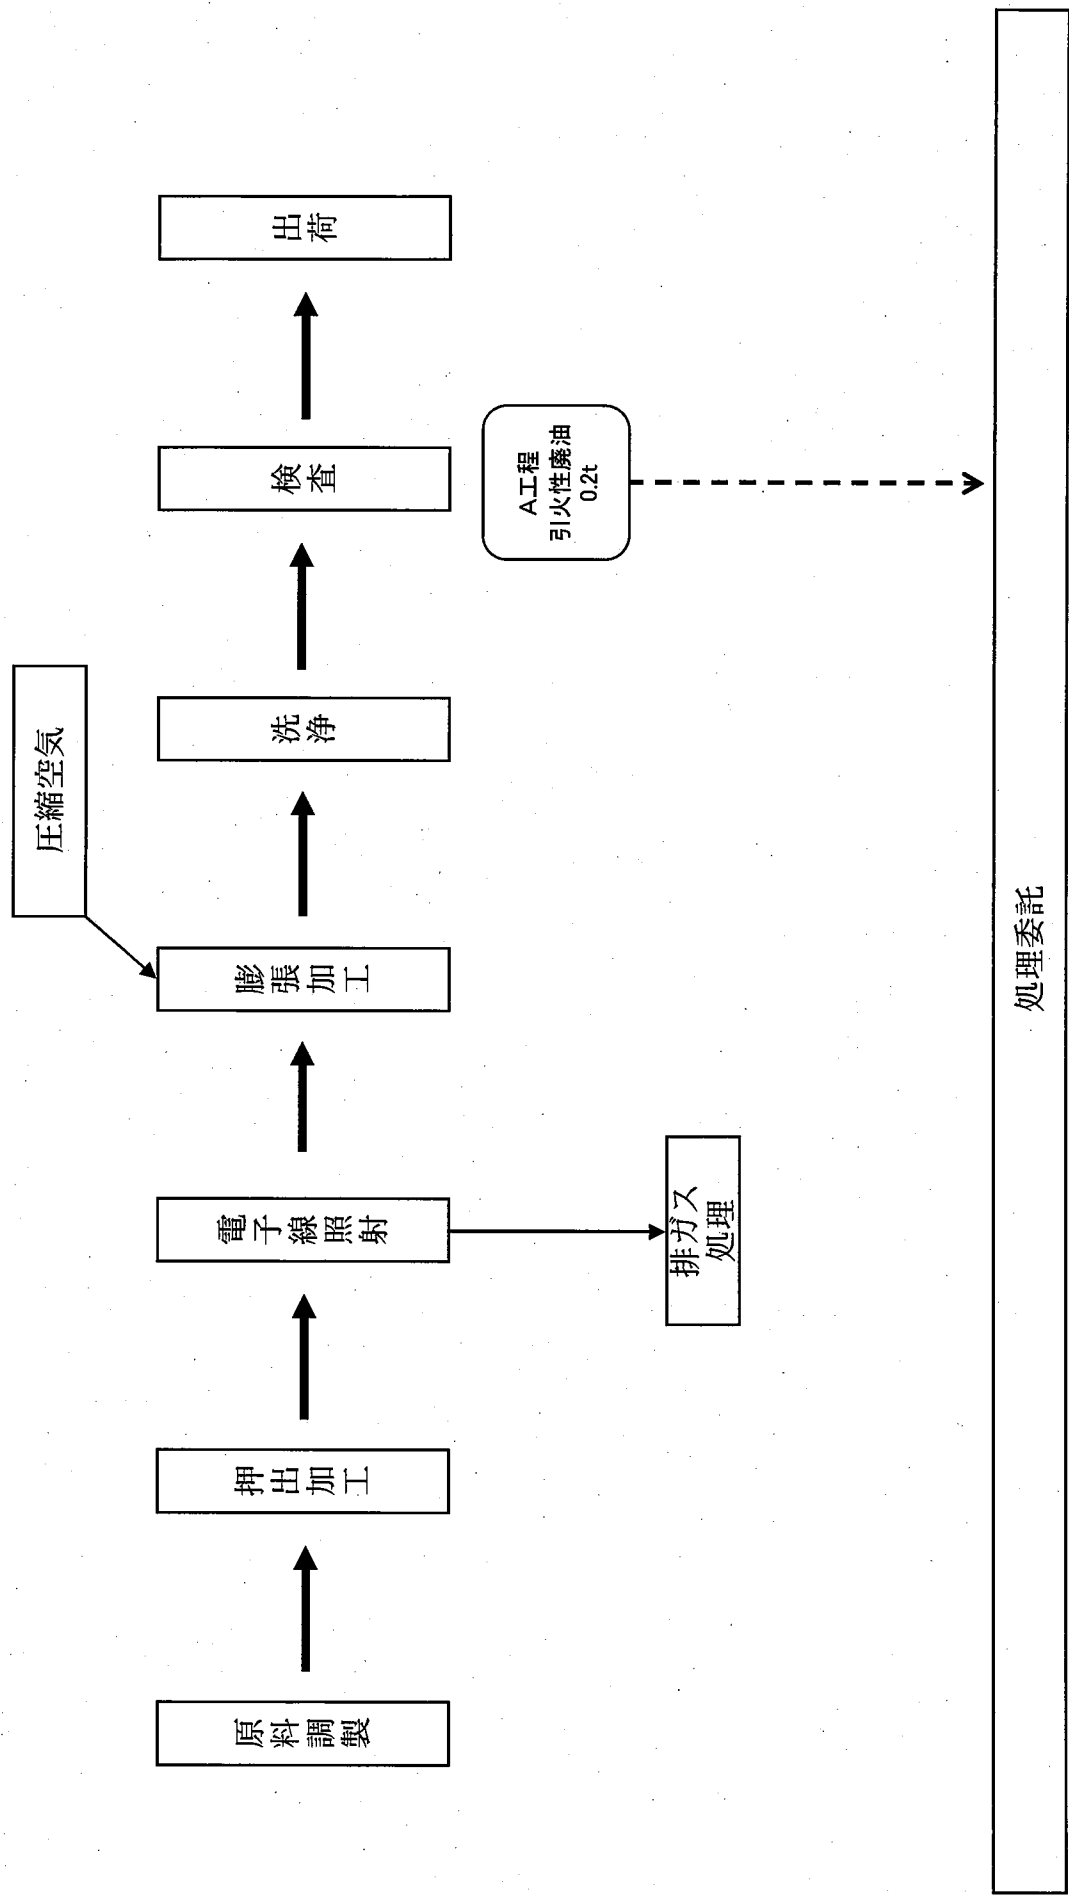 圧縮空気
原料調製
押出加工
電子線照射
膨張加工
洗浄
検査
出荷
排ガス
処理
A工程
引火性廃油
0.2t
処理委託